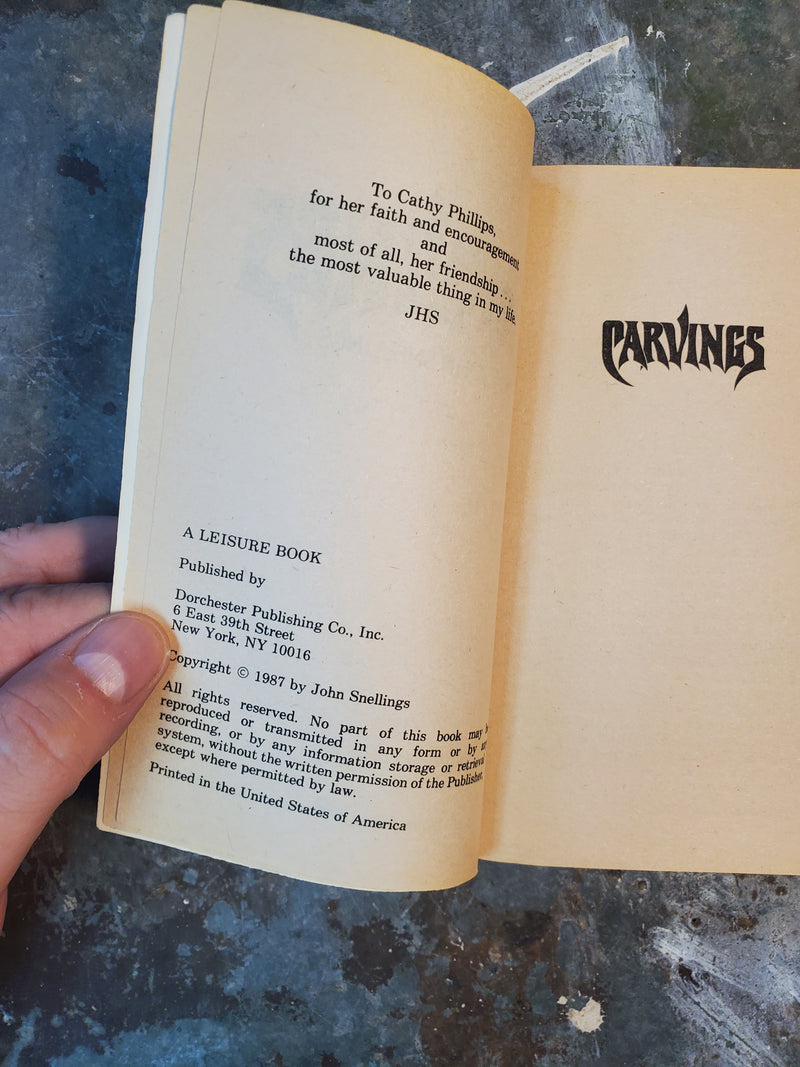 To Cathy Phillips,
for her faith and encouragement
and
most of all, her friendship...
the most valuable thing in my life.
JHS
A LEISURE BOOK
Published by
Dorchester Publishing Co., Inc.
6 East 39th Street
New York, NY 10016
Copyright © 1987 by John Snellings
All rights reserved. No part of this book may
reproduced or transmitted in any form or by
recording, or by any information storage or retrieval
system, without the written permission of the Publisher,
except where permitted by law.
Printed in the United States of America
CARVINGS